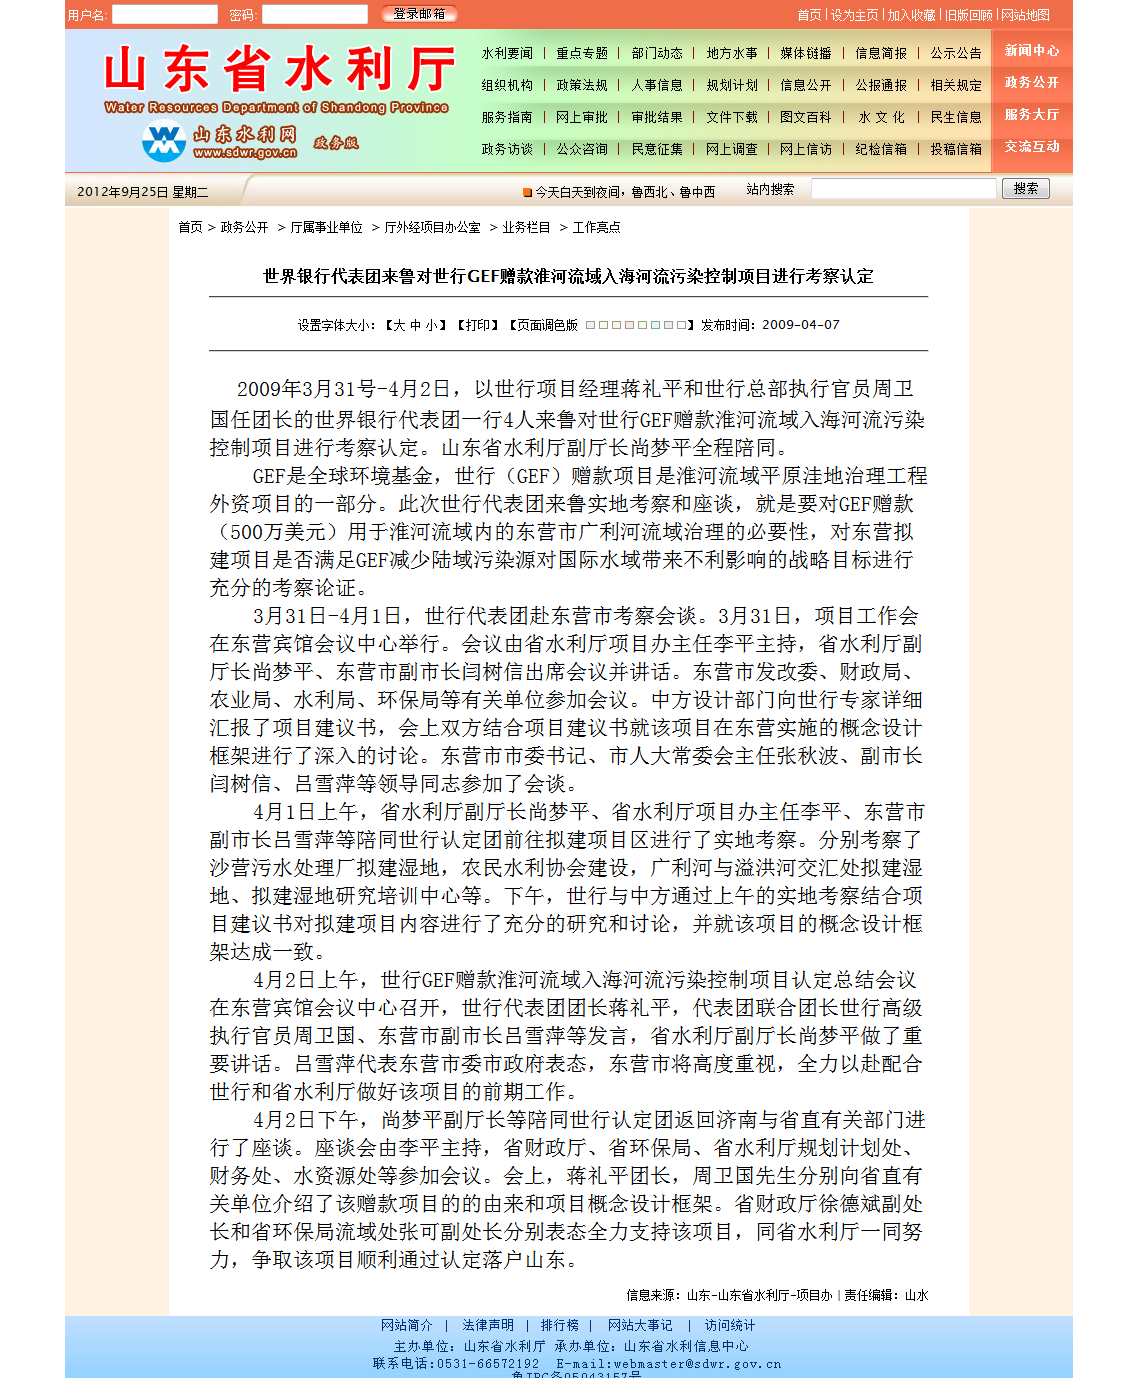 用户名: 密码: 登录邮箱 首页 | 设为主页 | 加入收藏 | 旧版回顾 | 网站地图
山东省水利厅
Water Resources Department of Shandong Province
山东水利网 政务版
www.sdwr.gov.cn
水利要闻 | 重点专题 | 部门动态 | 地方水事 | 媒体链播 | 信息简报 | 公示公告
组织机构 | 政策法规 | 人事信息 | 规划计划 | 信息公开 | 公报通报 | 相关规定
服务指南 | 网上审批 | 审批结果 | 文件下载 | 图文百科 | 水 文 化 | 民生信息
政务访谈 | 公众咨询 | 民意征集 | 网上调查 | 网上信访 | 纪检信箱 | 投稿信箱
新闻中心
政务公开
服务大厅
交流互动
2012年9月25日 星期二 今天白天到夜间，鲁西北、鲁中西 站内搜索 搜索
首页 > 政务公开 > 厅属事业单位 > 厅外经项目办公室 > 业务栏目 > 工作亮点
世界银行代表团来鲁对世行GEF赠款淮河流域入海河流污染控制项目进行考察认定
设置字体大小：【大 中 小】 【打印】 【页面调色版 】 发布时间：2009-04-07
2009年3月31号-4月2日，以世行项目经理蒋礼平和世行总部执行官员周卫
国任团长的世界银行代表团一行4人来鲁对世行GEF赠款淮河流域入海河流污染
控制项目进行考察认定。山东省水利厅副厅长尚梦平全程陪同。
GEF是全球环境基金，世行（GEF）赠款项目是淮河流域平原洼地治理工程
外资项目的一部分。此次世行代表团来鲁实地考察和座谈，就是要对GEF赠款
（500万美元）用于淮河流域内的东营市广利河流域治理的必要性，对东营拟
建项目是否满足GEF减少陆域污染源对国际水域带来不利影响的战略目标进行
充分的考察论证。
3月31日-4月1日，世行代表团赴东营市考察会谈。3月31日，项目工作会
在东营宾馆会议中心举行。会议由省水利厅项目办主任李平主持，省水利厅副
厅长尚梦平、东营市副市长闫树信出席会议并讲话。东营市发改委、财政局、
农业局、水利局、环保局等有关单位参加会议。中方设计部门向世行专家详细
汇报了项目建议书，会上双方结合项目建议书就该项目在东营实施的概念设计
框架进行了深入的讨论。东营市市委书记、市人大常委会主任张秋波、副市长
闫树信、吕雪萍等领导同志参加了会谈。
4月1日上午，省水利厅副厅长尚梦平、省水利厅项目办主任李平、东营市
副市长吕雪萍等陪同世行认定团前往拟建项目区进行了实地考察。分别考察了
沙营污水处理厂拟建湿地，农民水利协会建设，广利河与溢洪河交汇处拟建湿
地、拟建湿地研究培训中心等。下午，世行与中方通过上午的实地考察结合项
目建议书对拟建项目内容进行了充分的研究和讨论，并就该项目的概念设计框
架达成一致。
4月2日上午，世行GEF赠款淮河流域入海河流污染控制项目认定总结会议
在东营宾馆会议中心召开，世行代表团团长蒋礼平，代表团联合团长世行高级
执行官员周卫国、东营市副市长吕雪萍等发言，省水利厅副厅长尚梦平做了重
要讲话。吕雪萍代表东营市委市政府表态，东营市将高度重视，全力以赴配合
世行和省水利厅做好该项目的前期工作。
4月2日下午，尚梦平副厅长等陪同世行认定团返回济南与省直有关部门进
行了座谈。座谈会由李平主持，省财政厅、省环保局、省水利厅规划计划处、
财务处、水资源处等参加会议。会上，蒋礼平团长，周卫国先生分别向省直有
关单位介绍了该赠款项目的的由来和项目概念设计框架。省财政厅徐德斌副处
长和省环保局流域处张可副处长分别表态全力支持该项目，同省水利厅一同努
力，争取该项目顺利通过认定落户山东。
信息来源：山东-山东省水利厅-项目办 | 责任编辑：山水
网站简介 | 法律声明 | 排行榜 | 网站大事记 | 访问统计
主办单位：山东省水利厅 承办单位：山东省水利信息中心
联系电话:0531-66572192 E-mail:webmaster@sdwr.gov.cn
鲁IPC备05043157号